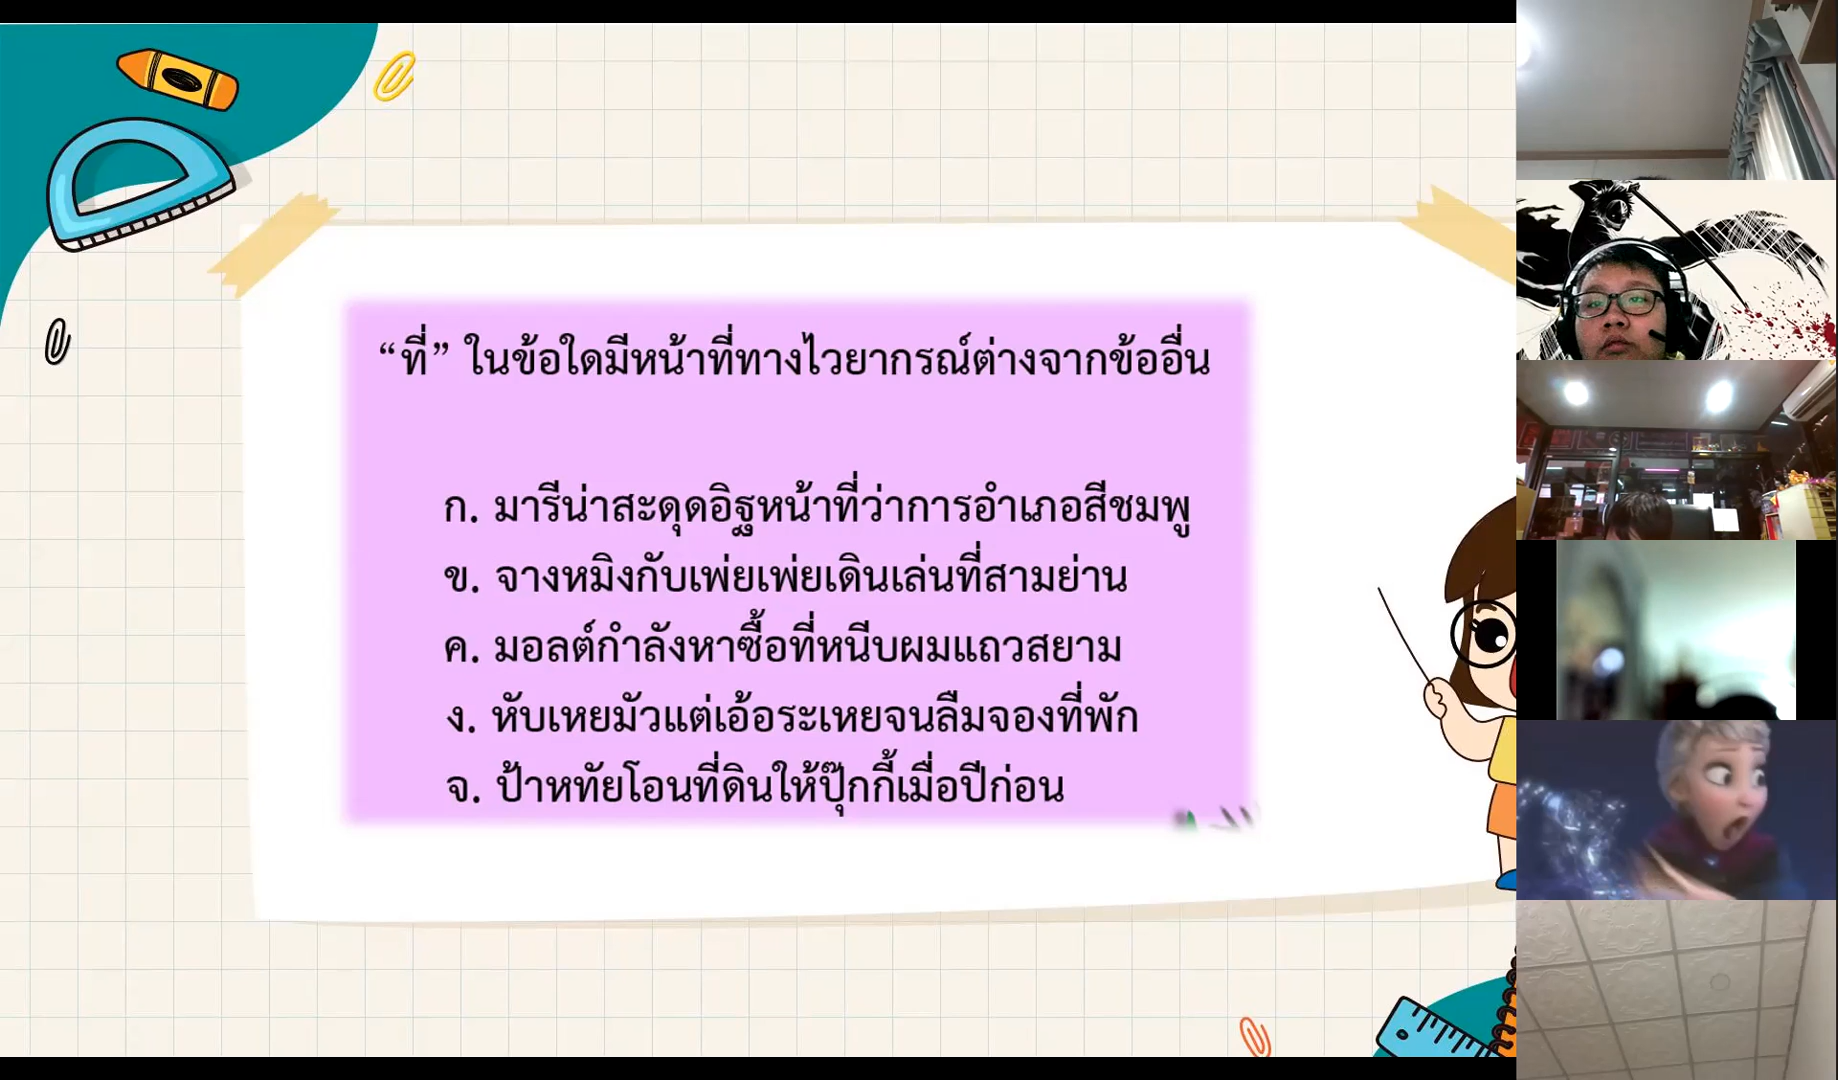 “ที่” ในข้อใดมีหน้าที่ทางไวยากรณ์ต่างจากข้ออื่น
ก. มารีน่าสะดุดอิฐหน้าที่ว่าการอำเภอสีชมพู
ข. จางหมิงกับเพ่ยเพ่ยเดินเล่นที่สามย่าน
ค. มอลต์กำลังหาซื้อที่หนีบผมแถวสยาม
ง. หับเหยมัวแต่เอ้อระเหยจนลืมจองที่พัก
จ. ป้าหทัยโอนที่ดินให้ปุ๊กกี้เมื่อปีก่อน